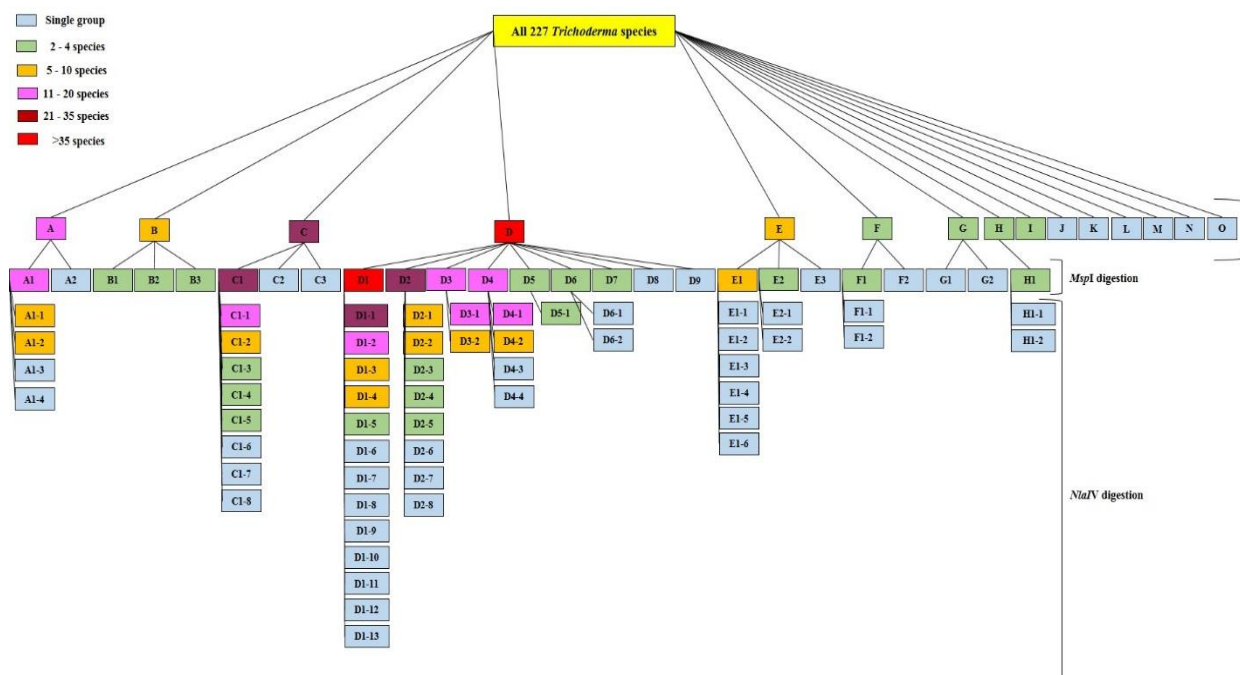 Single group
2 - 4 species
5 - 10 species
11 - 20 species
21 - 35 species
>35 species
All 227 Trichoderma species
A B C D E F G H I J K L M N O
A1 A2 B1 B2 B3 C1 C2 C3 D1 D2 D3 D4 D5 D6 D7 D8 D9 E1 E2 E3 F1 F2 G1 G2 H1
MspI digestion
A1-1 C1-1 D1-1 D2-1 D3-1 D4-1 D5-1 D6-1 E1-1 E2-1 F1-1 H1-1
A1-2 C1-2 D1-2 D2-2 D3-2 D4-2 D6-2 E1-2 E2-2 F1-2 H1-2
A1-3 C1-3 D1-3 D2-3 D4-3 E1-3
A1-4 C1-4 D1-4 D2-4 D4-4 E1-4
C1-5 D1-5 D2-5 E1-5
C1-6 D1-6 D2-6 E1-6
C1-7 D1-7 D2-7
C1-8 D1-8 D2-8
NlaIV digestion
D1-9
D1-10
D1-11
D1-12
D1-13